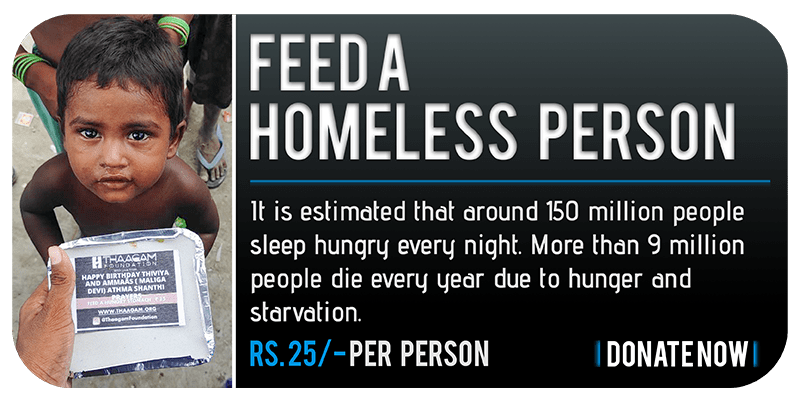 FEED A
HOMELESS PERSON
It is estimated that around 150 million people
sleep hungry every night. More than 9 million
people die every year due to hunger and
starvation.
RS. 25/- PER PERSON
DONATE NOW
THAAGAM
FOUNDATION
HAPPY BIRTHDAY THIVIYA
AND AMMAAS ( MALIGA
DEVI) ATHMA SHANTHI
PRAYERS
WWW.THAAGAM.ORG
@ThaagamFoundation